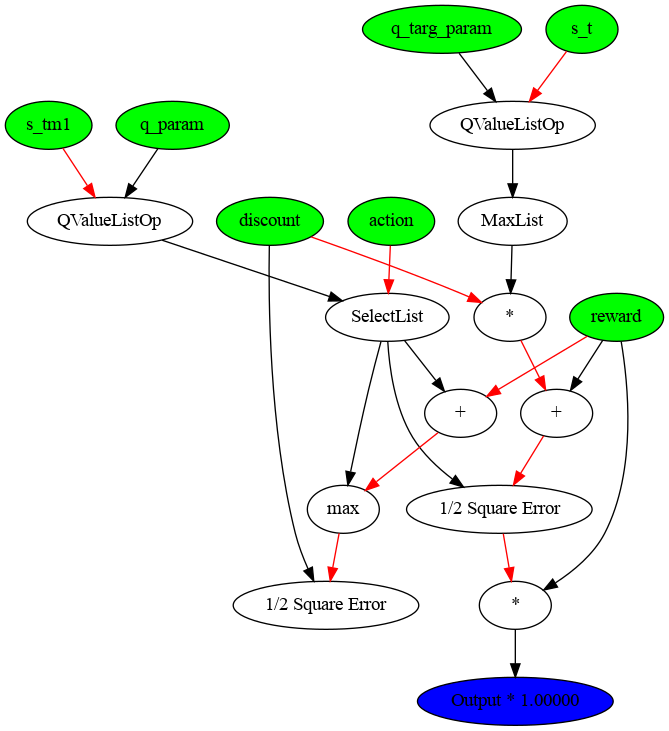 q_targ_param
s_t
s_tm1
q_param
QValueListOp
QValueListOp
discount
action
MaxList
SelectList
*
reward
+
+
max
1/2 Square Error
1/2 Square Error
*
Output * 1.00000